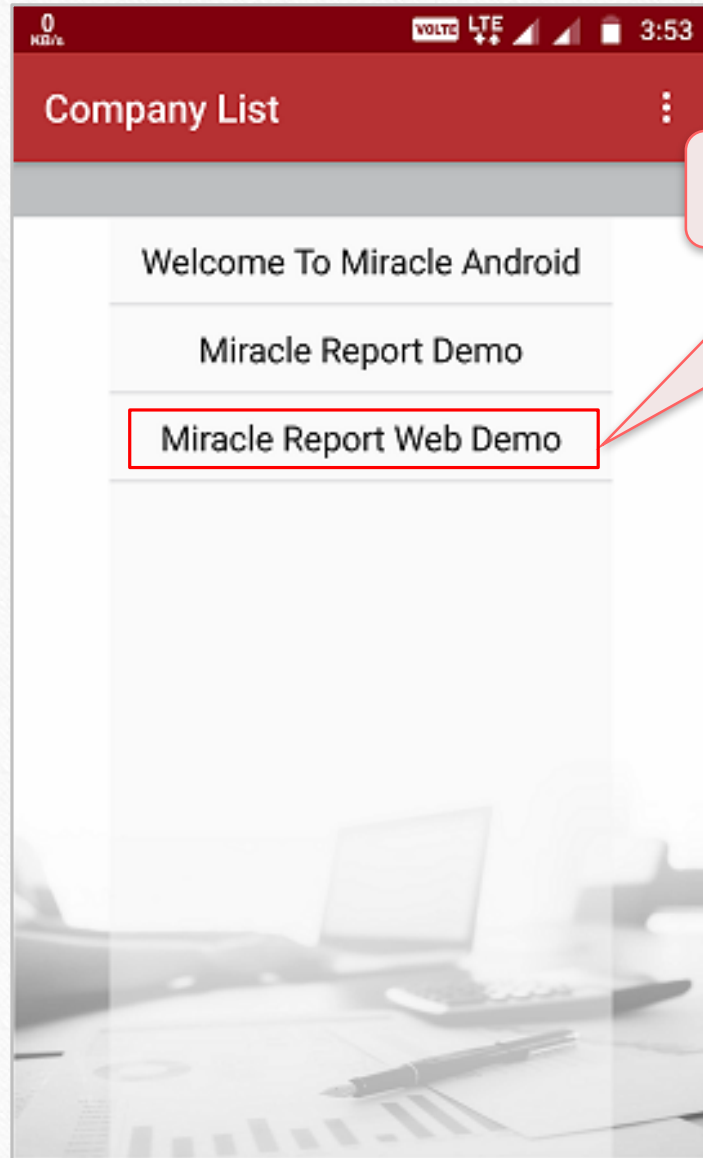 0
KB/s
VOLTE LTE 3:53
Company List
Welcome To Miracle Android
Miracle Report Demo
Miracle Report Web Demo